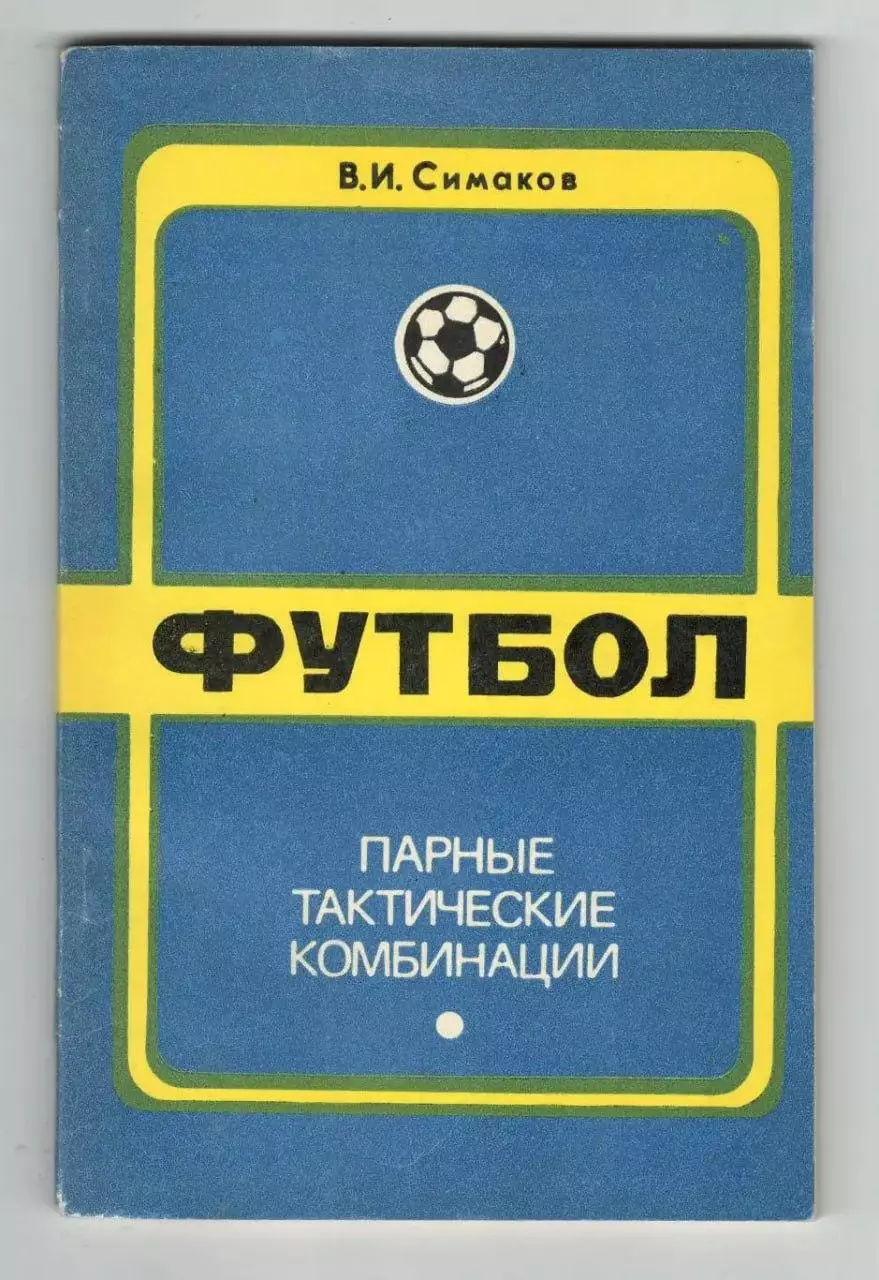 В.И. Симаков
ФУТБОЛ
ПАРНЫЕ
ТАКТИЧЕСКИЕ
КОМБИНАЦИИ